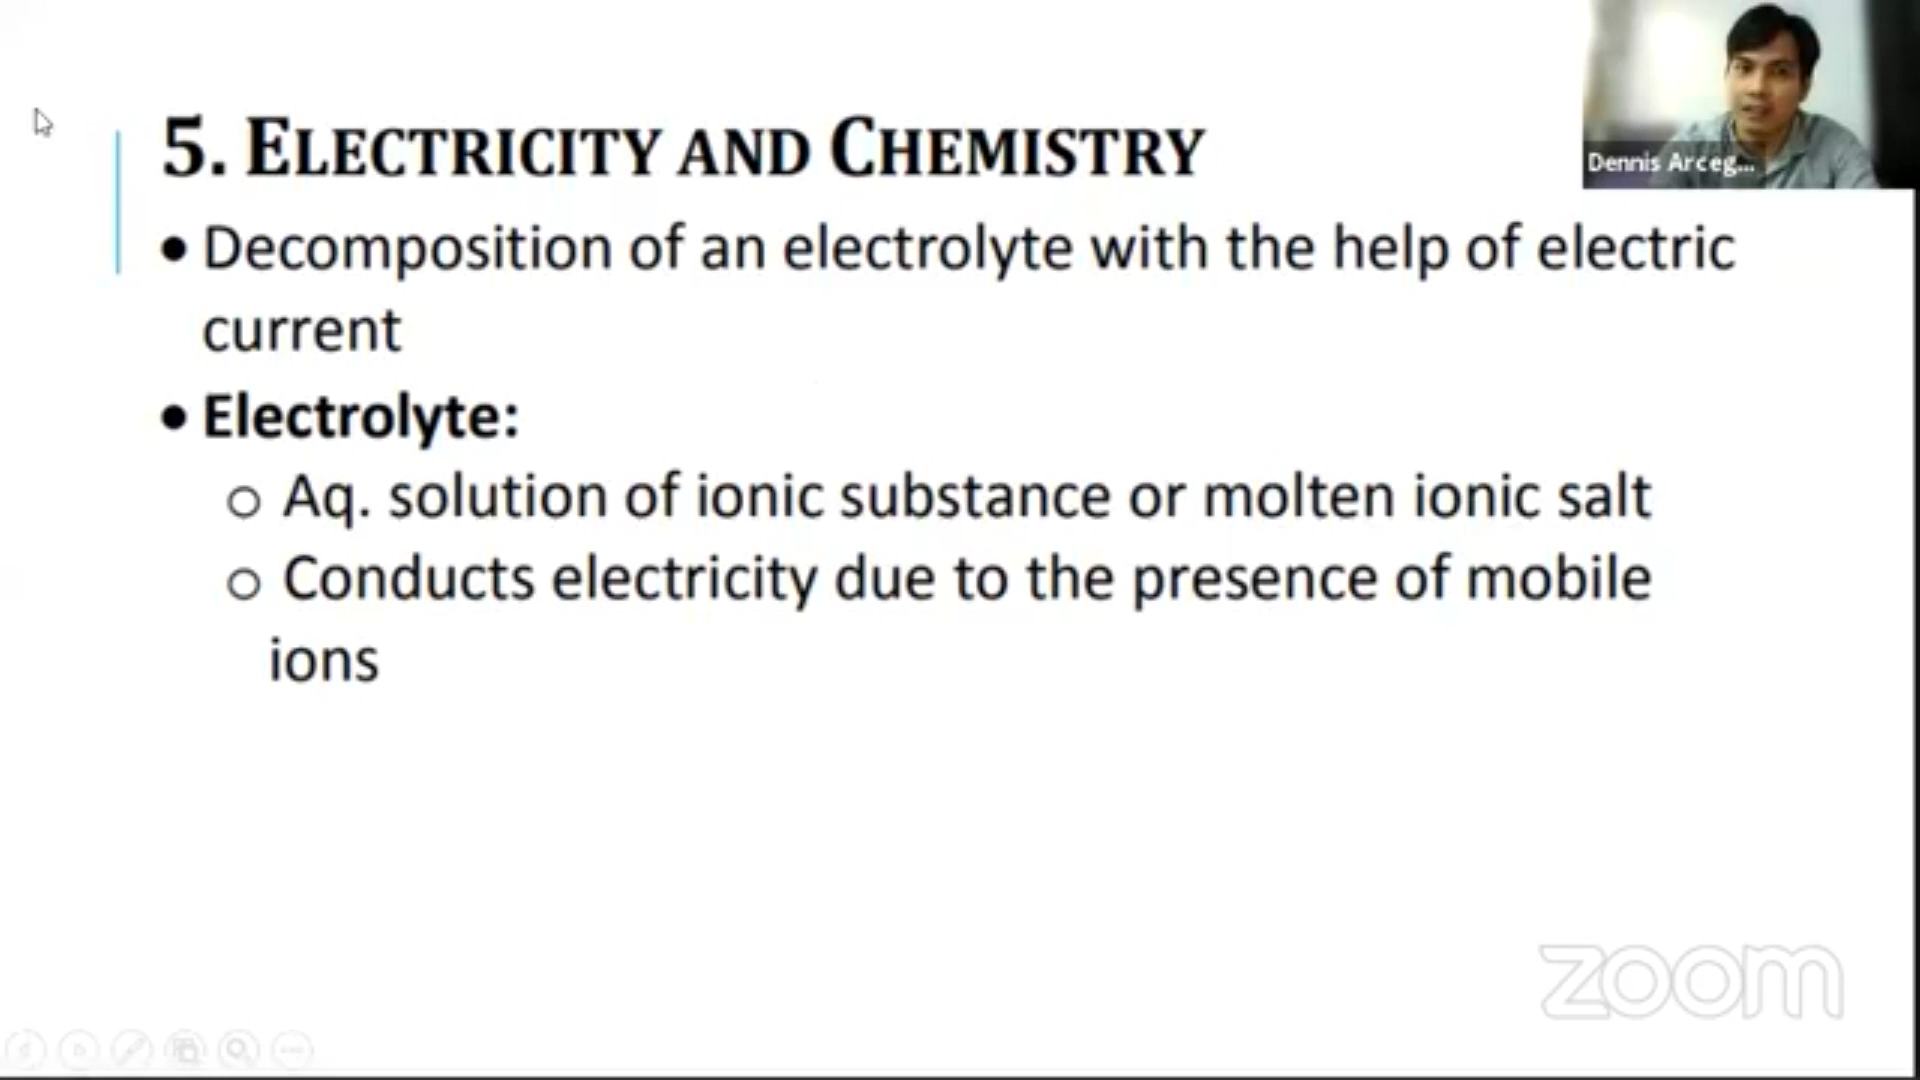 5. ELECTRICITY AND CHEMISTRY
Dennis Arceg...
• Decomposition of an electrolyte with the help of electric
current
• Electrolyte:
o Aq. solution of ionic substance or molten ionic salt
o Conducts electricity due to the presence of mobile
ions
zoom